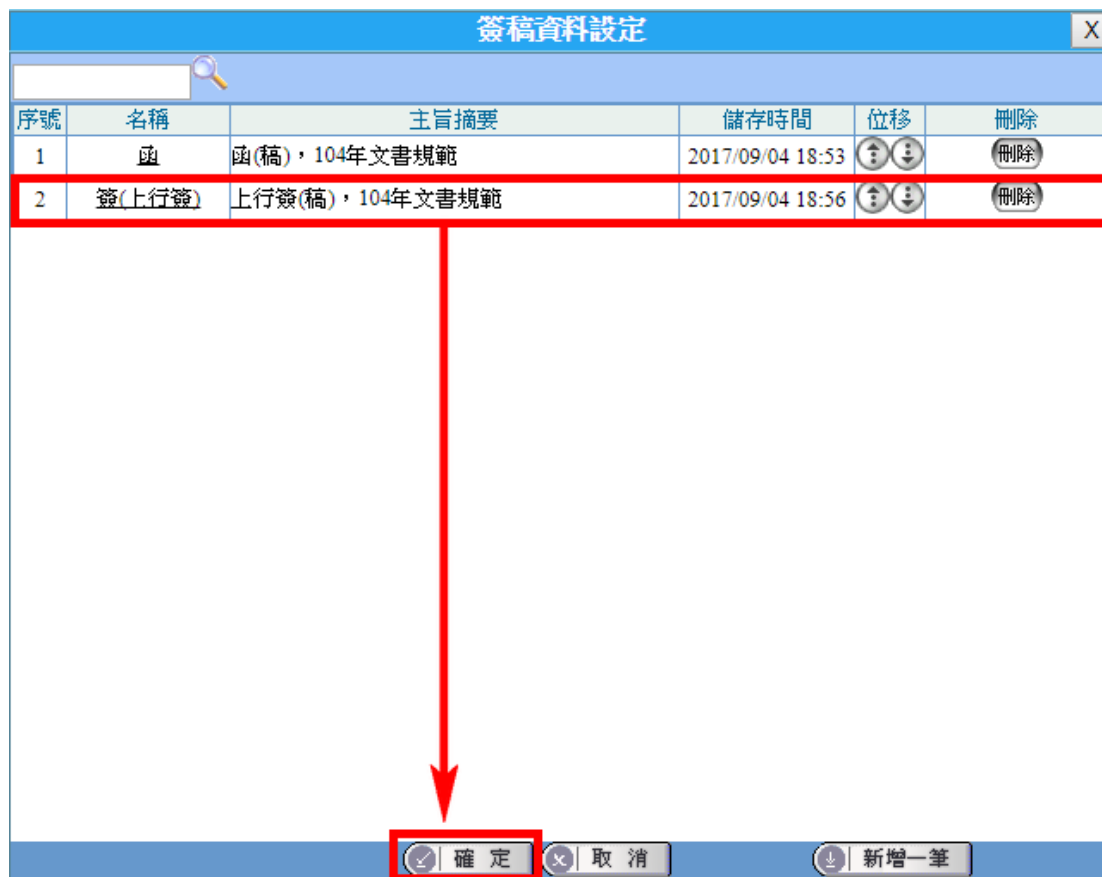 簽稿資料設定 X
序號 名稱 主旨摘要 儲存時間 位移 刪除
1 函 函(稿)，104年文書規範 2017/09/04 18:53 刪除
2 簽(上行簽) 上行簽(稿)，104年文書規範 2017/09/04 18:56 刪除
確 定 取 消 新增一筆